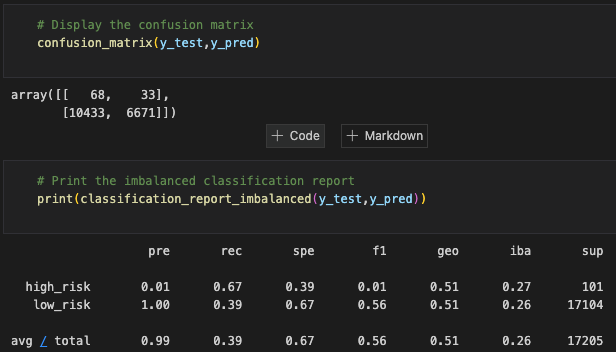 # Display the confusion matrix
confusion_matrix(y_test,y_pred)
array([[   68,    33],
       [10433,  6671]])
+ Code + Markdown
# Print the imbalanced classification report
print(classification_report_imbalanced(y_test,y_pred))
pre rec spe f1 geo iba sup
high_risk 0.01 0.67 0.39 0.01 0.51 0.27 101
low_risk 1.00 0.39 0.67 0.56 0.51 0.26 17104
avg / total 0.99 0.39 0.67 0.56 0.51 0.26 17205